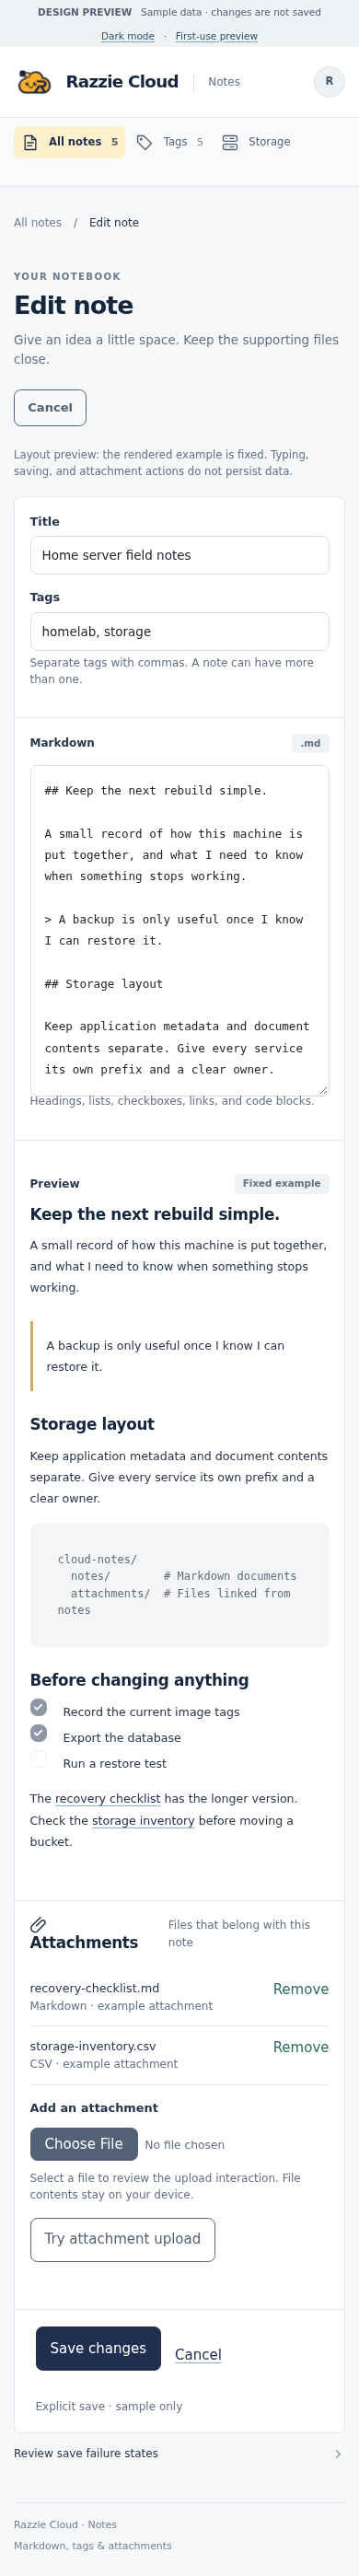 DESIGN PREVIEW Sample data · changes are not saved
Dark mode · First-use preview
Razzie Cloud Notes R
All notes 5 Tags 5 Storage
All notes / Edit note
YOUR NOTEBOOK
Edit note
Give an idea a little space. Keep the supporting files
close.
Cancel
Layout preview: the rendered example is fixed. Typing,
saving, and attachment actions do not persist data.
Title
Home server field notes
Tags
homelab, storage
Separate tags with commas. A note can have more
than one.
Markdown .md
## Keep the next rebuild simple.
A small record of how this machine is
put together, and what I need to know
when something stops working.
> A backup is only useful once I know
I can restore it.
## Storage layout
Keep application metadata and document
contents separate. Give every service
its own prefix and a clear owner.
Headings, lists, checkboxes, links, and code blocks.
Preview Fixed example
Keep the next rebuild simple.
A small record of how this machine is put together,
and what I need to know when something stops
working.
A backup is only useful once I know I can
restore it.
Storage layout
Keep application metadata and document contents
separate. Give every service its own prefix and a
clear owner.
cloud-notes/
notes/ # Markdown documents
attachments/ # Files linked from
notes
Before changing anything
Record the current image tags
Export the database
Run a restore test
The recovery checklist has the longer version.
Check the storage inventory before moving a
bucket.
Attachments Files that belong with this
note
recovery-checklist.md Remove
Markdown · example attachment
storage-inventory.csv Remove
CSV · example attachment
Add an attachment
Choose File No file chosen
Select a file to review the upload interaction. File
contents stay on your device.
Try attachment upload
Save changes Cancel
Explicit save · sample only
Review save failure states
Razzie Cloud · Notes
Markdown, tags & attachments